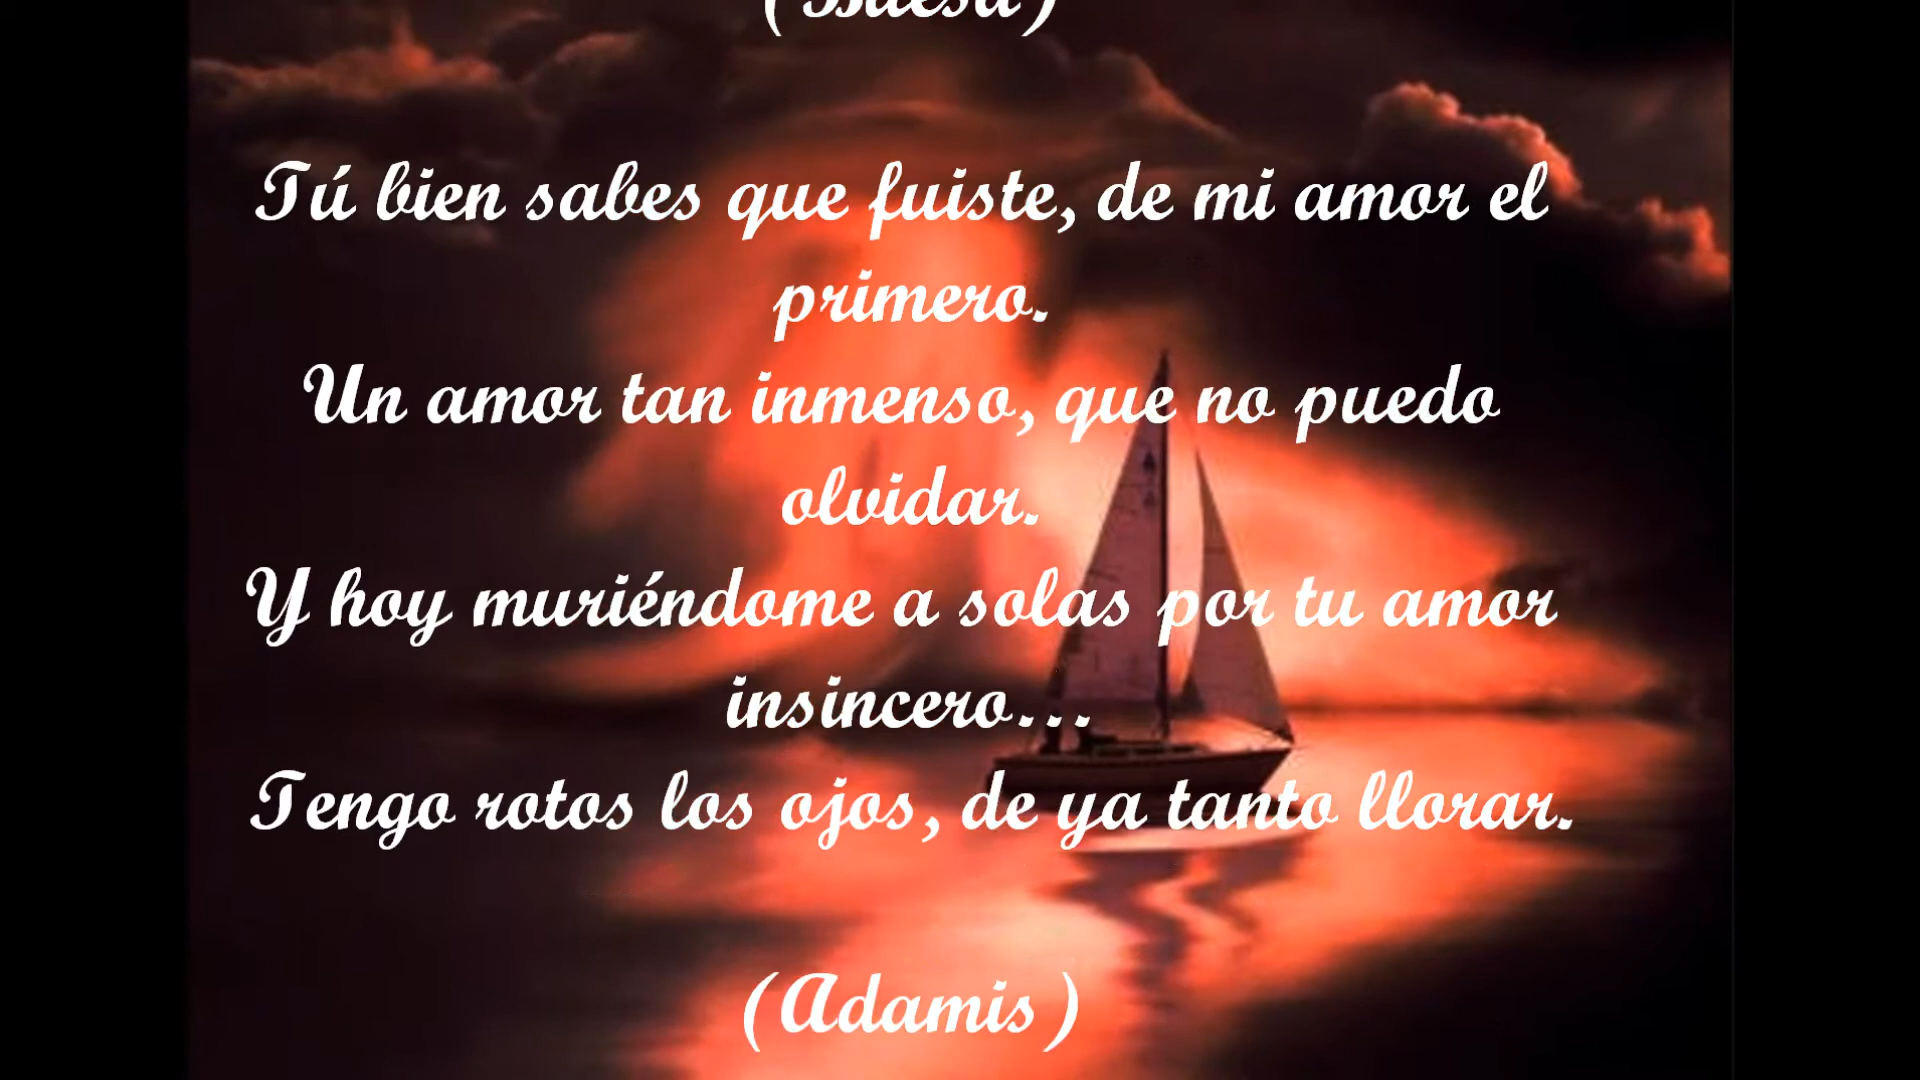 (Buesa)
Tú bien sabes que fuiste, de mi amor el
primero.
Un amor tan inmenso, que no puedo
olvidar.
Y hoy muriéndome a solas por tu amor
insincero...
Tengo rotos los ojos, de ya tanto llorar.
(Adamis)